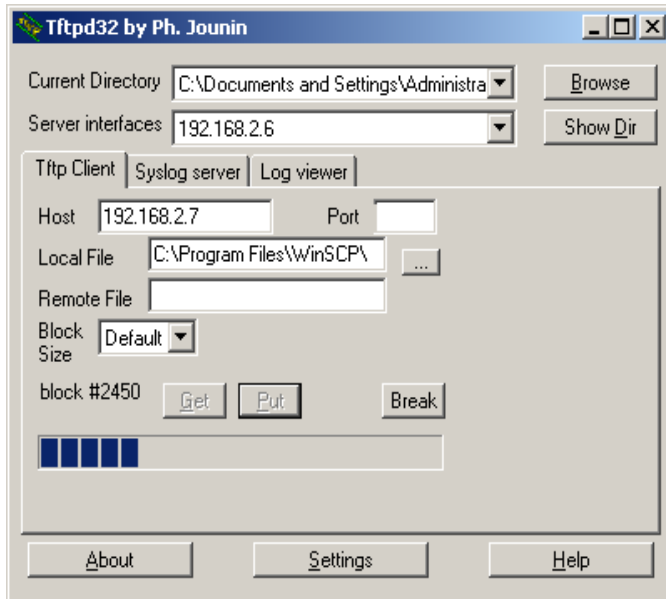 Tftpd32 by Ph. Jounin
Current Directory C:\Documents and Settings\Administra Browse
Server interfaces 192.168.2.6 Show Dir
Tftp Client Syslog server Log viewer
Host 192.168.2.7 Port
Local File C:\Program Files\WinSCP\ ...
Remote File
Block Size Default
block #2450 Get Put Break
About Settings Help